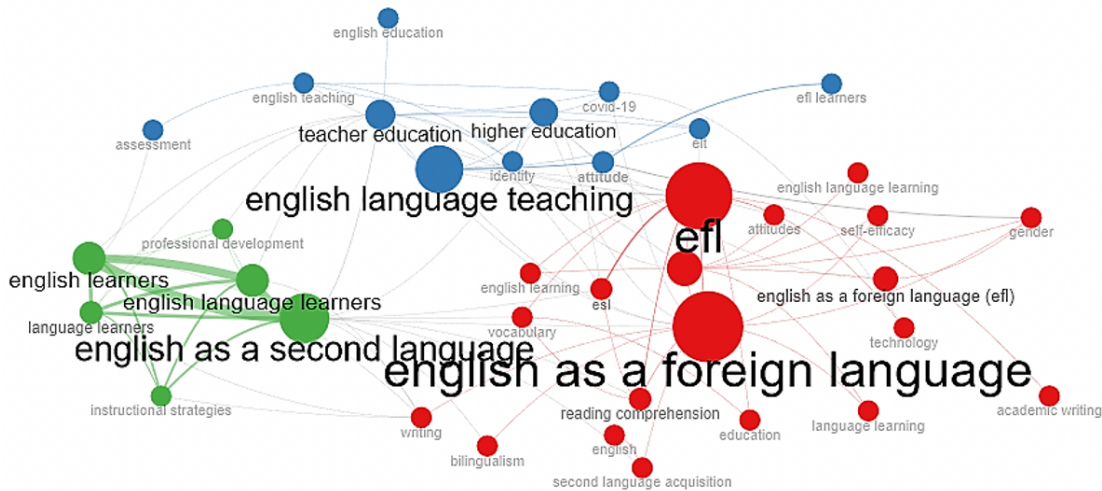 english education
english teaching
covid-19
efl learners
assessment
teacher education
higher education
elt
identity
attitude
english language teaching
english language learning
efl
attitudes
self-efficacy
gender
professional development
english learners
english language learners
english learning
esl
english as a foreign language (efl)
language learners
vocabulary
technology
english as a second language
english as a foreign language
instructional strategies
reading comprehension
academic writing
writing
education
language learning
english
bilingualism
second language acquisition